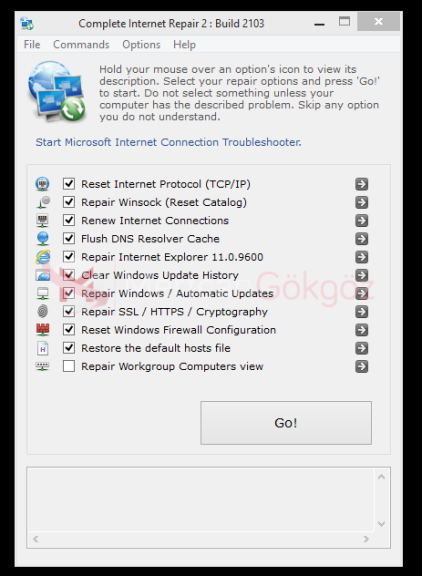 Complete Internet Repair 2 : Build 2103
File Commands Options Help
Hold your mouse over an option's icon to view its
description. Select your repair options and press 'Go!'
to start. Do not select something unless your
computer has the described problem. Skip any option
you do not understand.
Start Microsoft Internet Connection Troubleshooter.
Reset Internet Protocol (TCP/IP)
Repair Winsock (Reset Catalog)
Renew Internet Connections
Flush DNS Resolver Cache
Repair Internet Explorer 11.0.9600
Clear Windows Update History
Gökgöz
Repair Windows / Automatic Updates
Repair SSL / HTTPS / Cryptography
Reset Windows Firewall Configuration
Restore the default hosts file
Repair Workgroup Computers view
Go!